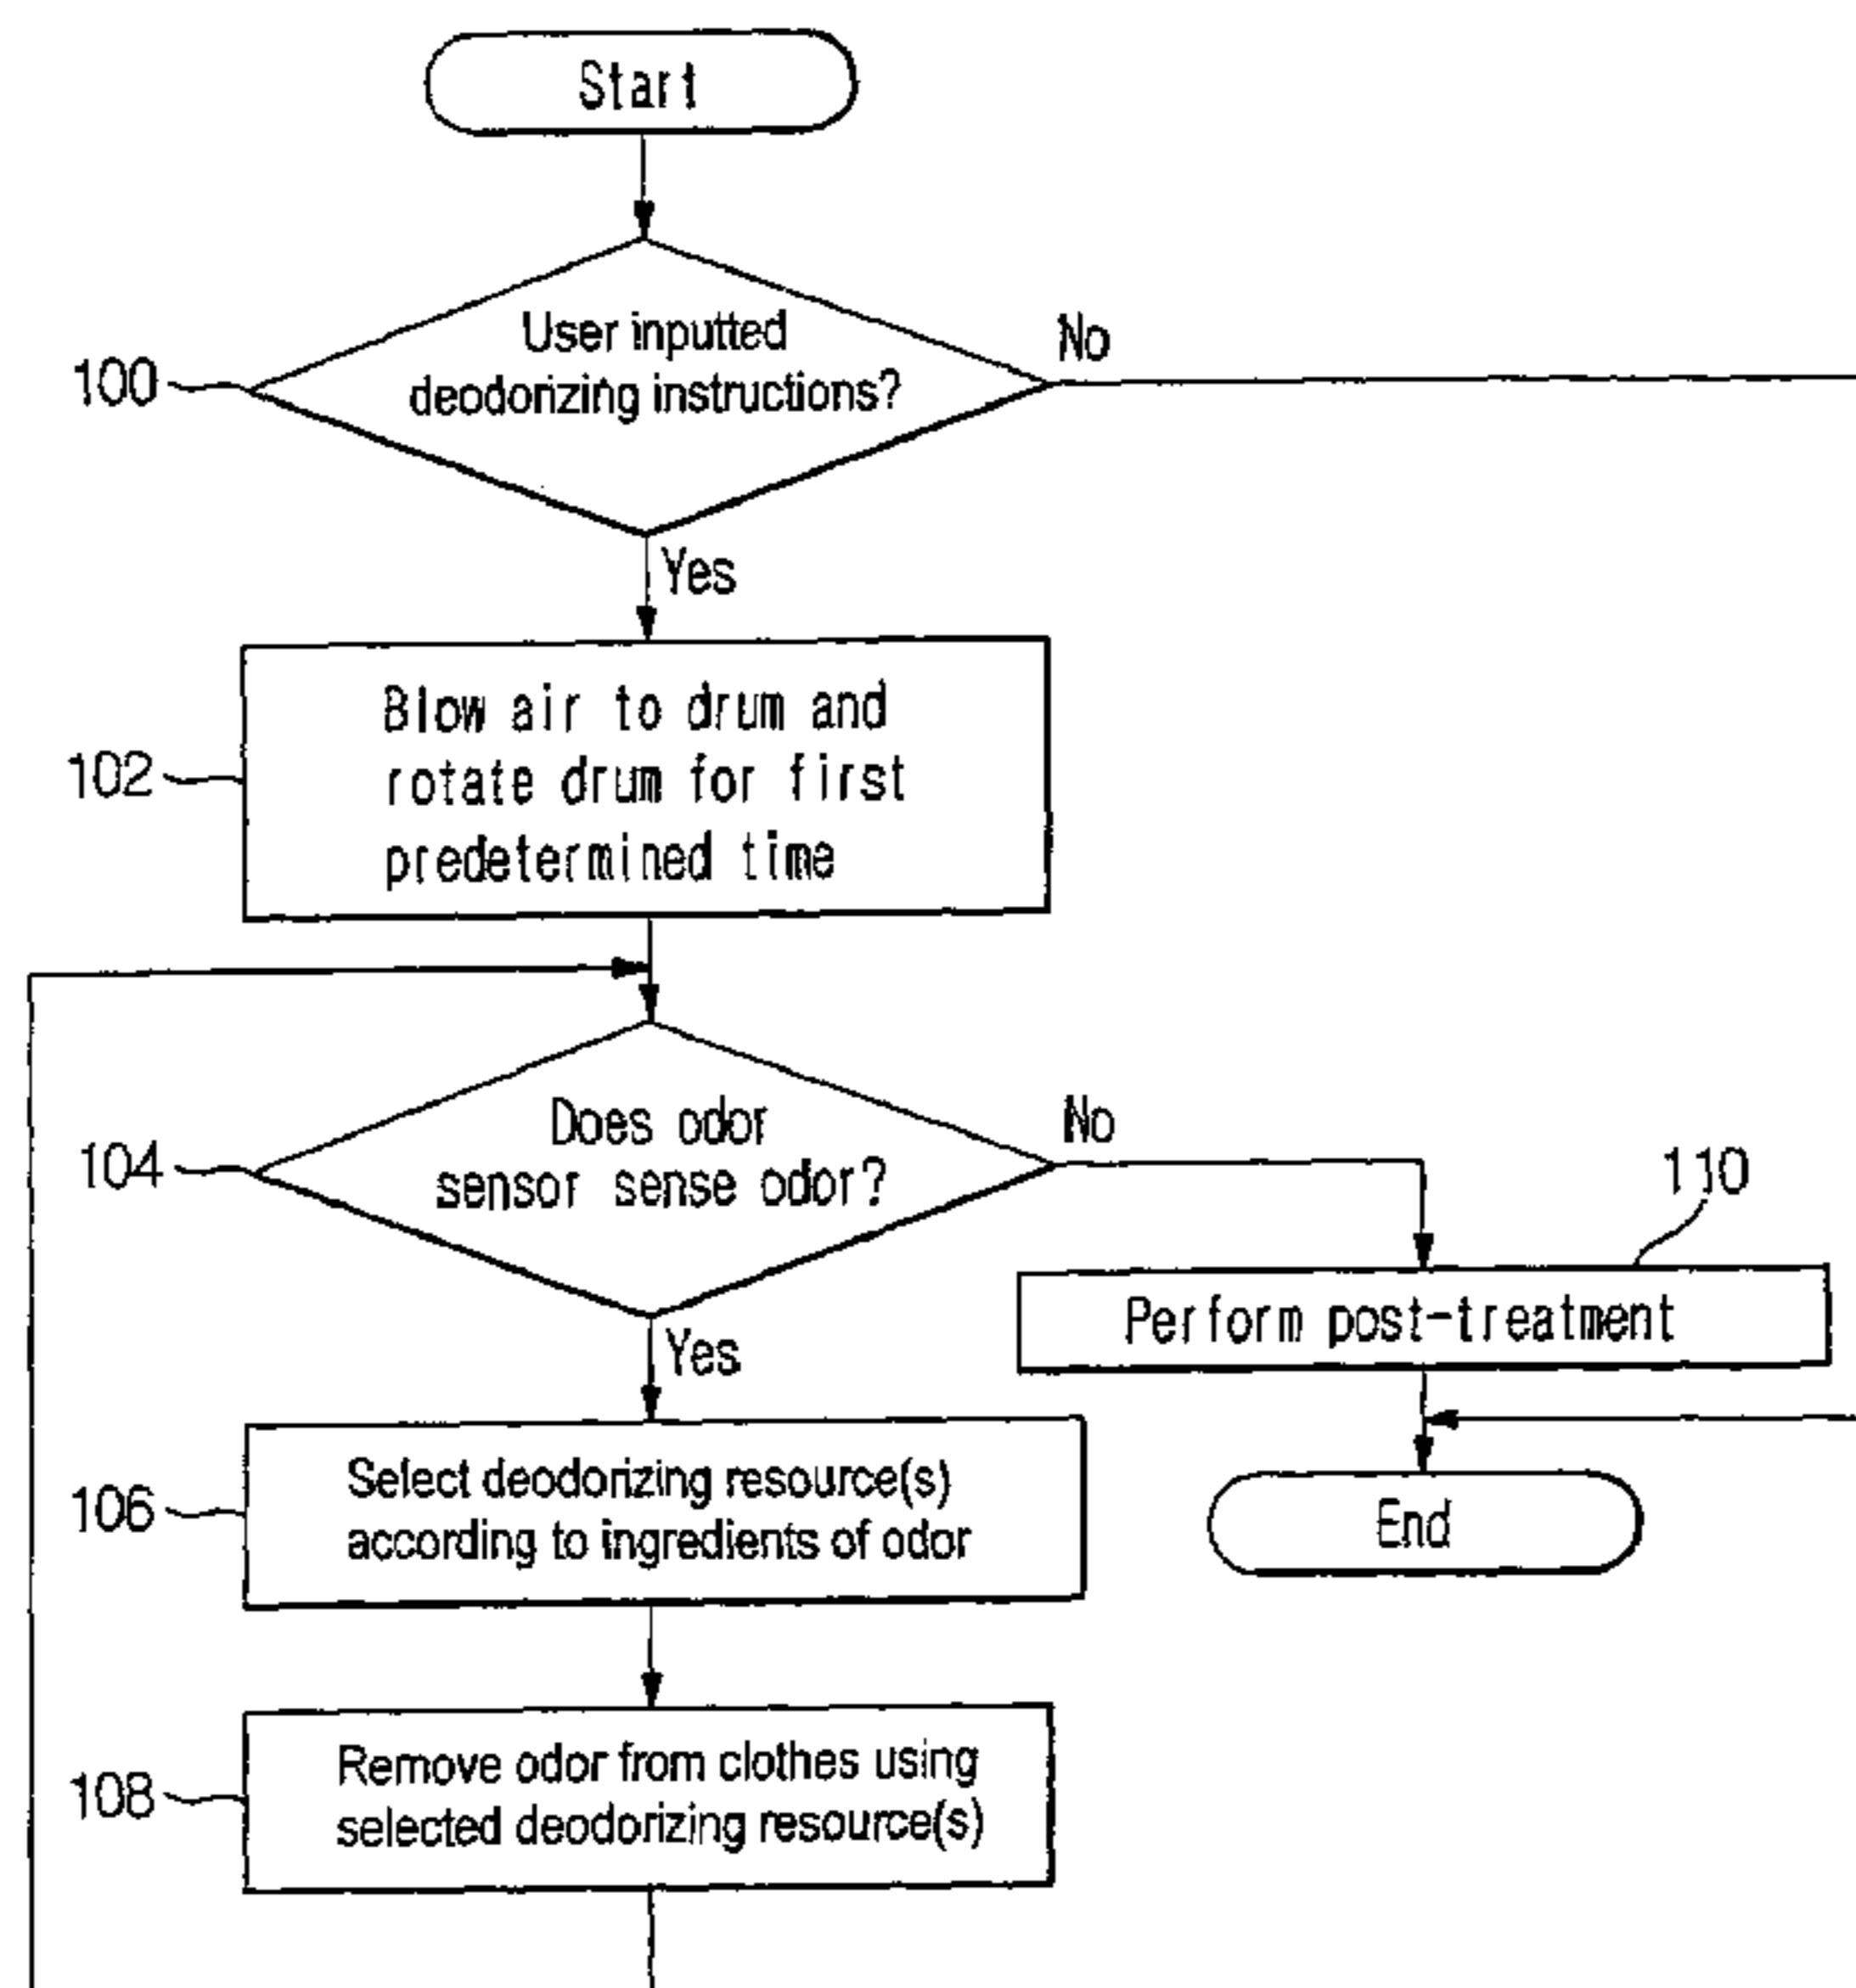 Start
User inputted
deodorizing instructions?
No
100
Yes
Blow air to drum and
rotate drum for first
predetermined time
102
Does odor
sensor sense odor?
No
104
110
Perform post-treatment
Yes
Select deodorizing resource(s)
according to ingredients of odor
106
End
Remove odor from clothes using
selected deodorizing resource(s)
108